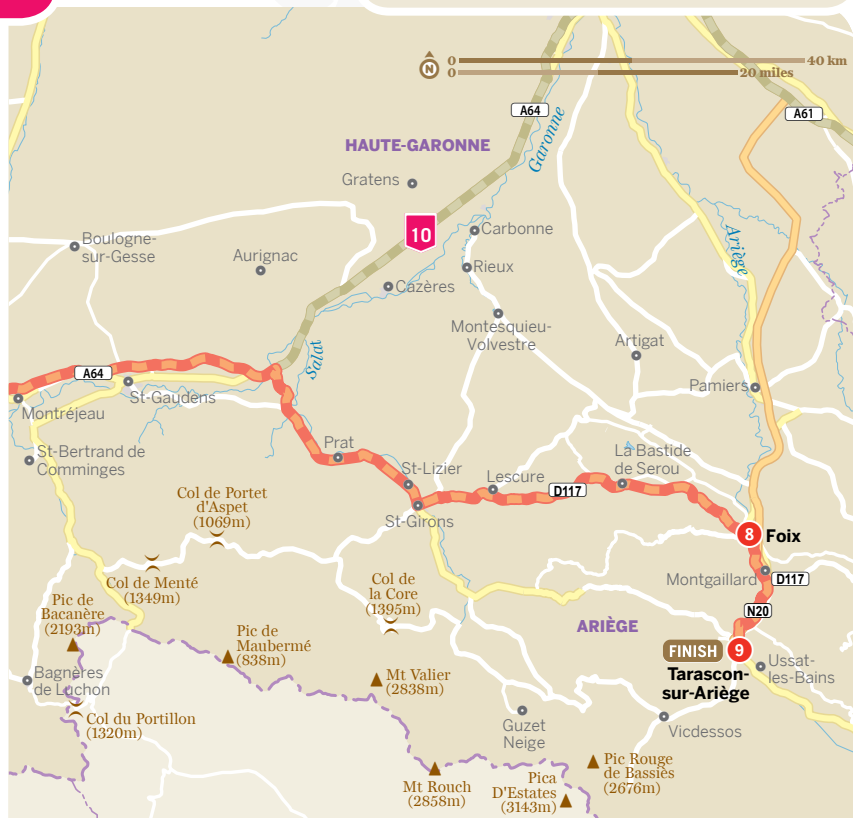 0
40 km
N
0
20 miles
A64
A61
Garonne
HAUTE-GARONNE
Gratens
10
Carbonne
Boulogne-
sur-Gesse
Ariège
Aurignac
Rieux
Cazères
Montesquieu-
Volvestre
Artigat
Salat
A64
St-Gaudens
Pamiers
Montréjeau
Prat
St-Bertrand de
Comminges
St-Lizier
Lescure
La Bastide
de Serou
D117
Col de Portet
d'Aspet
(1069m)
St-Girons
8
Foix
Col de Menté
(1349m)
Col de
la Core
(1395m)
Montgaillard
D117
Pic de
Bacanère
(2193m)
N20
ARIÈGE
Pic de
Maubermé
(838m)
FINISH
9
Tarascon-
sur-Ariège
Ussat-
les-Bains
Bagnères
de Luchon
Mt Valier
(2838m)
Col du Portillon
(1320m)
Guzet
Neige
Vicdessos
Mt Rouch
(2858m)
Pica
D'Estates
(3143m)
Pic Rouge
de Bassiès
(2676m)